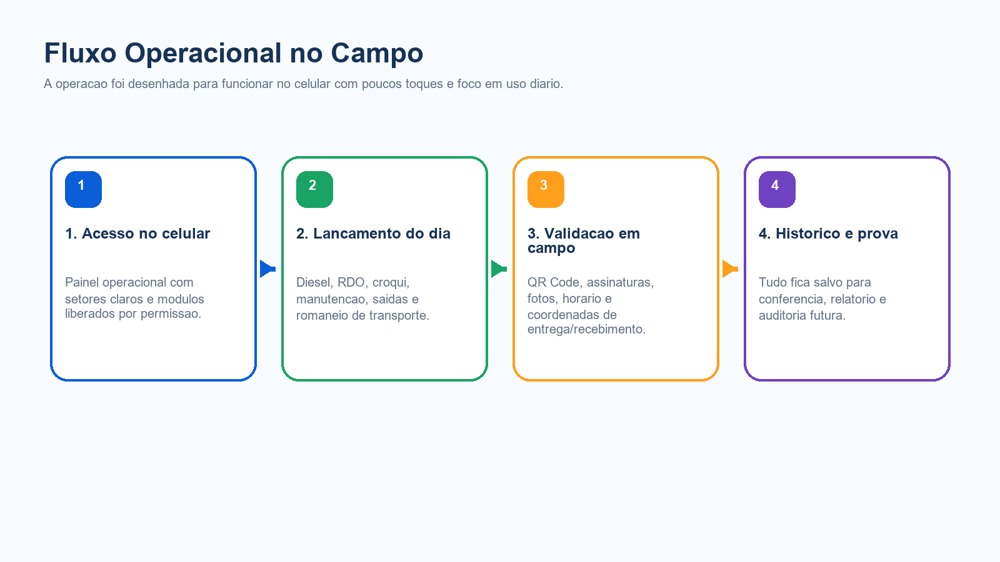 Fluxo Operacional no Campo
A operacao foi desenhada para funcionar no celular com poucos toques e foco em uso diario.
1
1. Acesso no celular
Painel operacional com
setores claros e modulos
liberados por permissao.
2
2. Lancamento do dia
Diesel, RDO, croqui,
manutencao, saidas e
romaneio de transporte.
3
3. Validacao em
campo
QR Code, assinaturas,
fotos, horario e
coordenadas de
entrega/recebimento.
4
4. Historico e prova
Tudo fica salvo para
conferencia, relatorio e
auditoria futura.